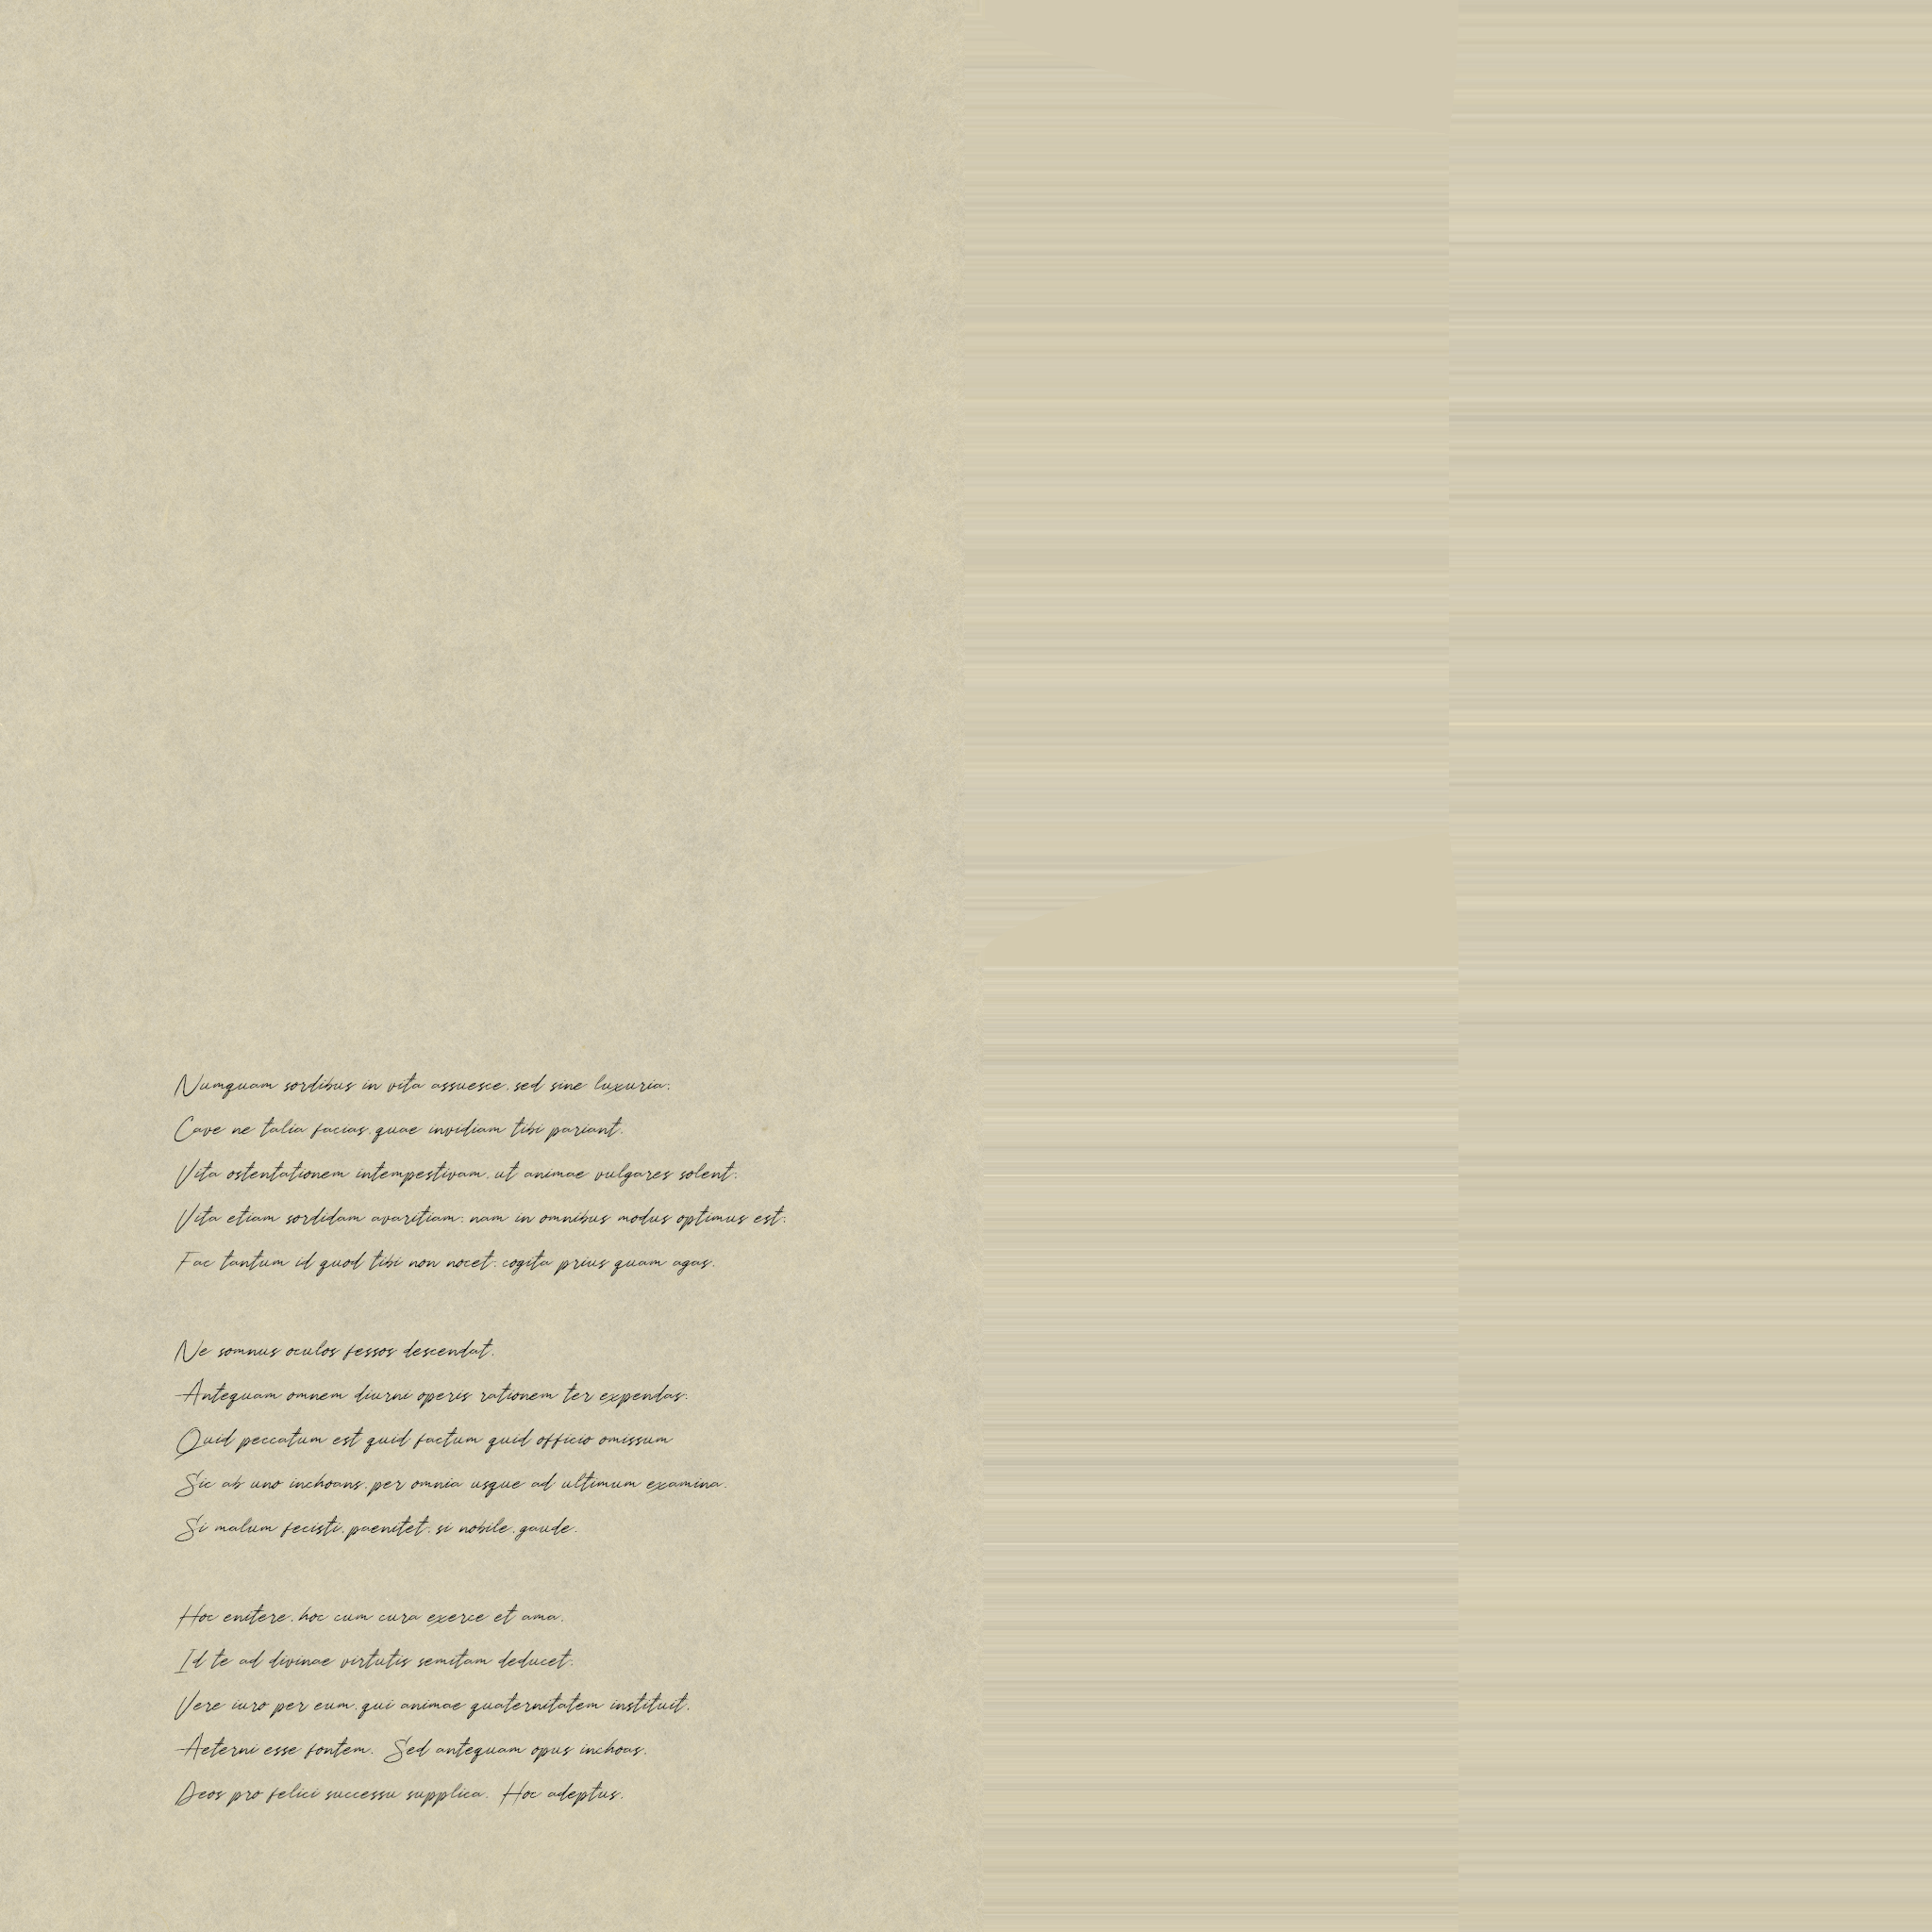 Numquam sordibus in vita assuesce, sed sine luxuria.
Cave ne talia facias, quae invidiam tibi pariant.
Vita ostentationem intempestivam, ut animae vulgares solent.
Vita etiam sordidam avaritiam; nam in omnibus modus optimus est.
Fac tantum id quod tibi non nocet; cogita prius quam agas.
Ne somnus oculos fessos descendat,
Antequam omnem diurni operis rationem ter expendas:
Quid peccatum est quid factum quid officio omissum
Sic ab uno inchoans, per omnia usque ad ultimum examina.
Si malum fecisti, paenitet; si nobile, gaude.
Hoc enitere, hoc cum cura exerce et ama.
Id te ad divinae virtutis semitam deducet.
Vere iuro per eum, qui animae quaternitatem instituit,
Aeterni esse fontem. Sed antequam opus inchoas,
Deos pro felici successu supplica. Hoc adeptus,